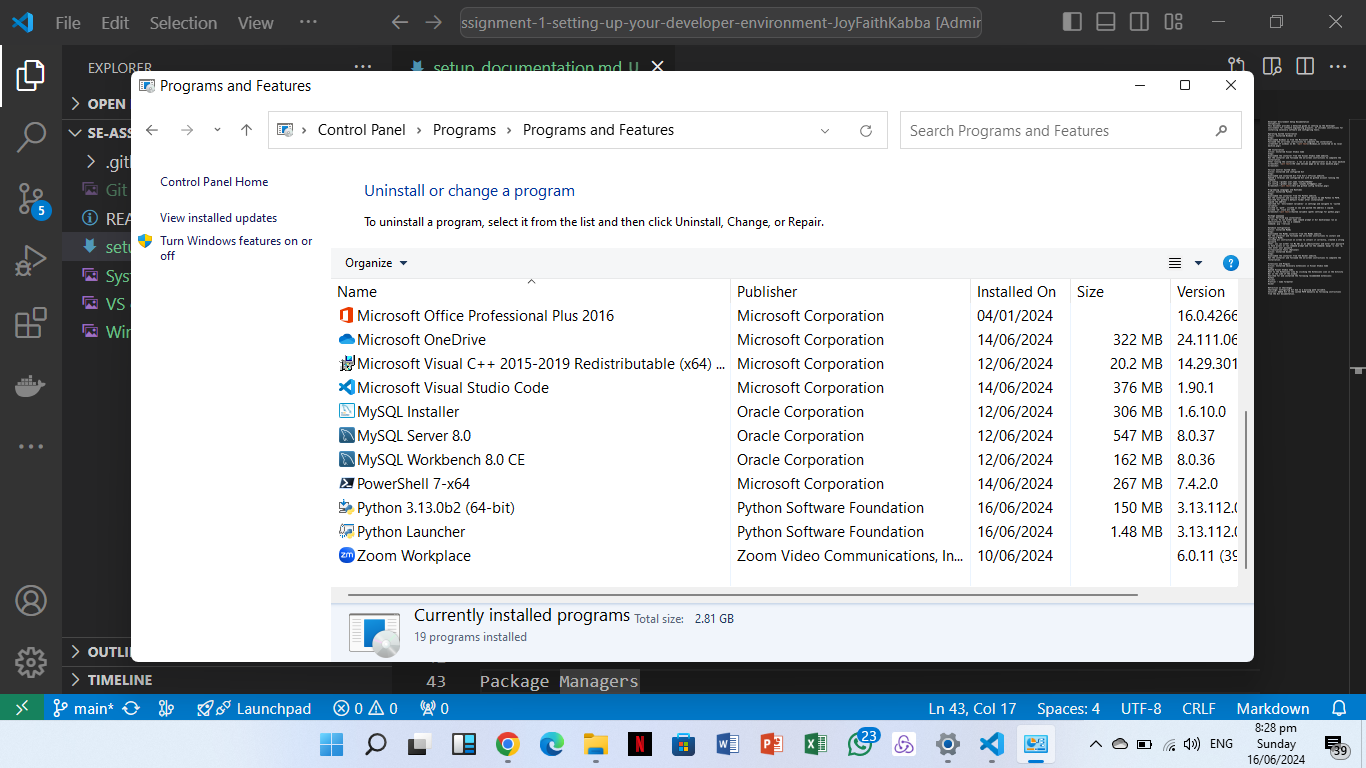 File Edit Selection View ··· ssignment-1-setting-up-your-developer-environment-JoyFaithKabba [Admin
EXPLORER
setup_documentation.md U
OPEN
SE-ASS
.gith
Git
REA
setu
Syst
VS
Win
OUTLI
TIMELINE
5
Programs and Features
Control Panel > Programs > Programs and Features
Search Programs and Features
Control Panel Home
View installed updates
Turn Windows features on or
off
Uninstall or change a program
To uninstall a program, select it from the list and then click Uninstall, Change, or Repair.
Organize
Name Publisher Installed On Size Version
Microsoft Office Professional Plus 2016 Microsoft Corporation 04/01/2024 16.0.4266
Microsoft OneDrive Microsoft Corporation 14/06/2024 322 MB 24.111.06
Microsoft Visual C++ 2015-2019 Redistributable (x64) ... Microsoft Corporation 12/06/2024 20.2 MB 14.29.301
Microsoft Visual Studio Code Microsoft Corporation 14/06/2024 376 MB 1.90.1
MySQL Installer Oracle Corporation 12/06/2024 306 MB 1.6.10.0
MySQL Server 8.0 Oracle Corporation 12/06/2024 547 MB 8.0.37
MySQL Workbench 8.0 CE Oracle Corporation 12/06/2024 162 MB 8.0.36
PowerShell 7-x64 Microsoft Corporation 14/06/2024 267 MB 7.4.2.0
Python 3.13.0b2 (64-bit) Python Software Foundation 16/06/2024 150 MB 3.13.112.0
Python Launcher Python Software Foundation 16/06/2024 1.48 MB 3.13.112.0
Zoom Workplace Zoom Video Communications, In... 10/06/2024 6.0.11 (39
Currently installed programs Total size: 2.81 GB
19 programs installed
43 Package Managers
main* Launchpad 0 0 0 Ln 43, Col 17 Spaces: 4 UTF-8 CRLF Markdown
23
ENG
8:28 pm
Sunday
16/06/2024
39